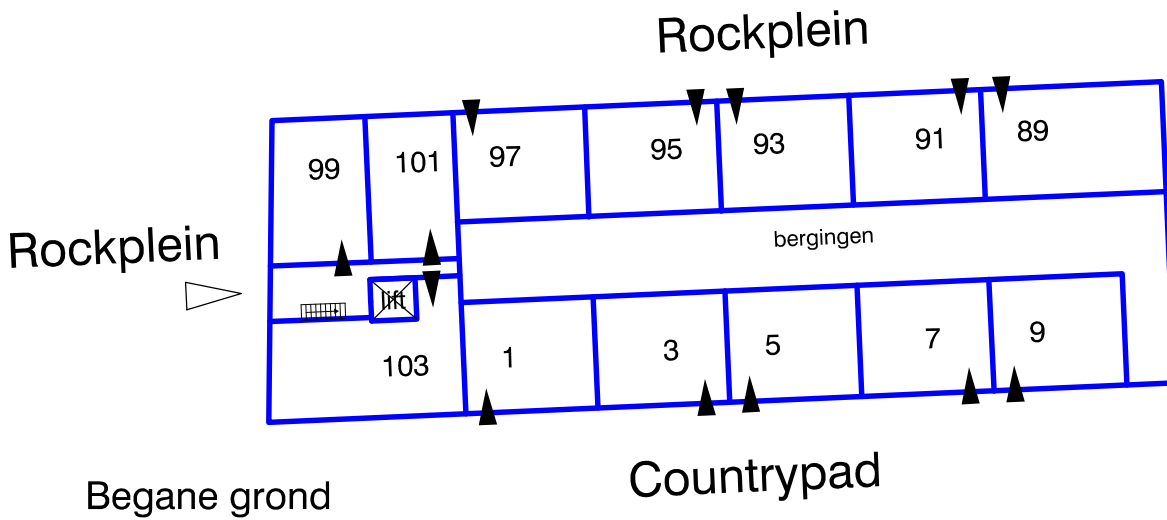 Rockplein
99
101
97
95
93
91
89
Rockplein
bergingen
lift
103
1
3
5
7
9
Countrypad
Begane grond